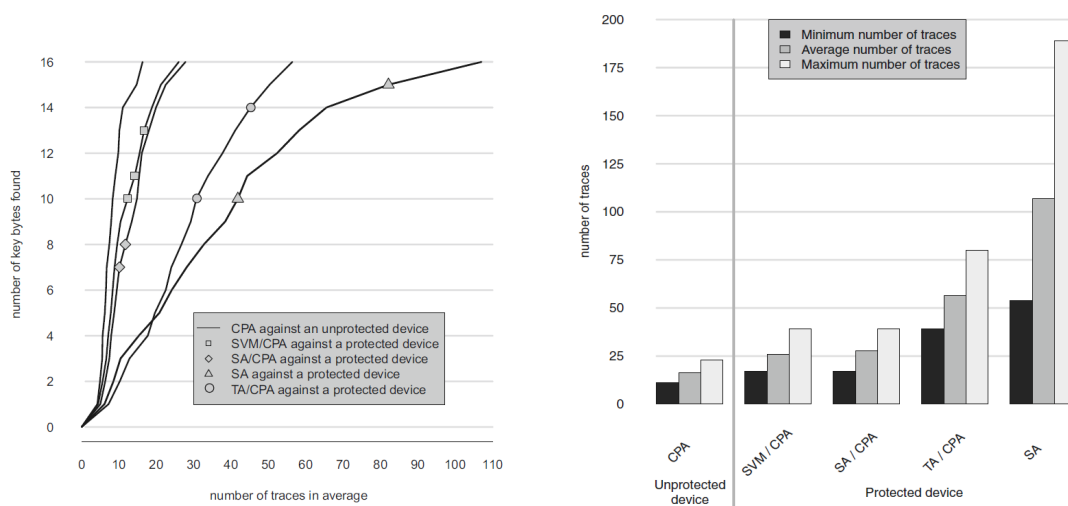 number of key bytes found
16
14
12
10
8
6
4
2
0
CPA against an unprotected device
SVM/CPA against a protected device
SA/CPA against a protected device
SA against a protected device
TA/CPA against a protected device
0 10 20 30 40 50 60 70 80 90 100 110
number of traces in average
number of traces
200
175
150
125
100
75
50
25
0
Minimum number of traces
Average number of traces
Maximum number of traces
CPA
SVM / CPA
SA / CPA
TA / CPA
SA
Unprotected
device
Protected device